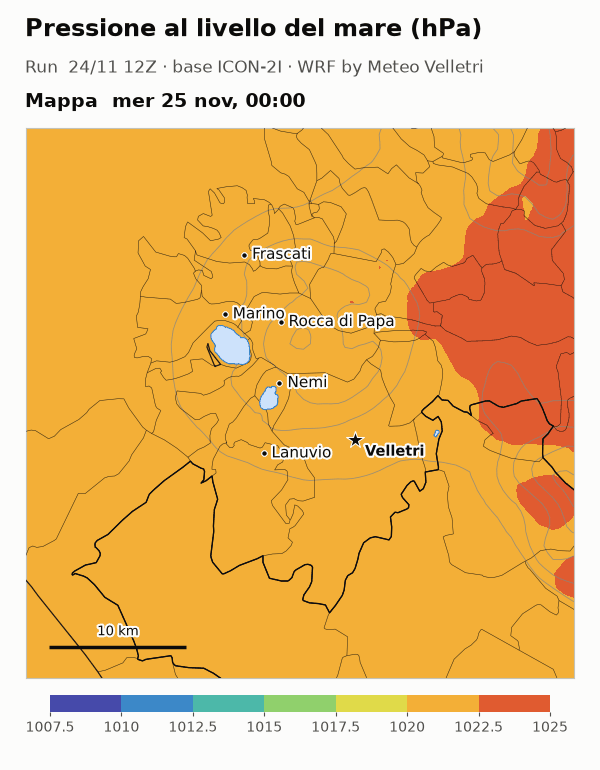 Pressione al livello del mare (hPa)
Run  24/11 12Z · base ICON-2I · WRF by Meteo Velletri
Mappa  mer 25 nov, 00:00
Frascati
Marino
Rocca di Papa
Nemi
Velletri
Lanuvio
10 km
1007.5 1010 1012.5 1015 1017.5 1020 1022.5 1025